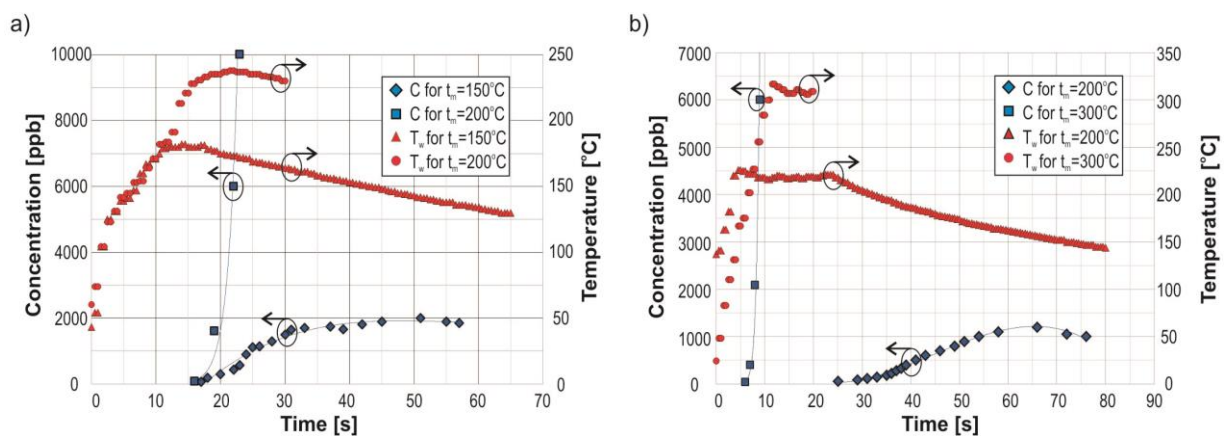 a)
Concentration [ppb]
10000
8000
6000
4000
2000
0
0 10 20 30 40 50 60 70
Time [s]
250
200
150
100
50
0
Temperature [°C]
C for tm=150°C
C for tm=200°C
Tw for tm=150°C
Tw for tm=200°C
b)
Concentration [ppb]
7000
6000
5000
4000
3000
2000
1000
0
0 10 20 30 40 50 60 70 80 90
Time [s]
350
300
250
200
150
100
50
0
Temperature [°C]
C for tm=200°C
C for tm=300°C
Tw for tm=200°C
Tw for tm=300°C